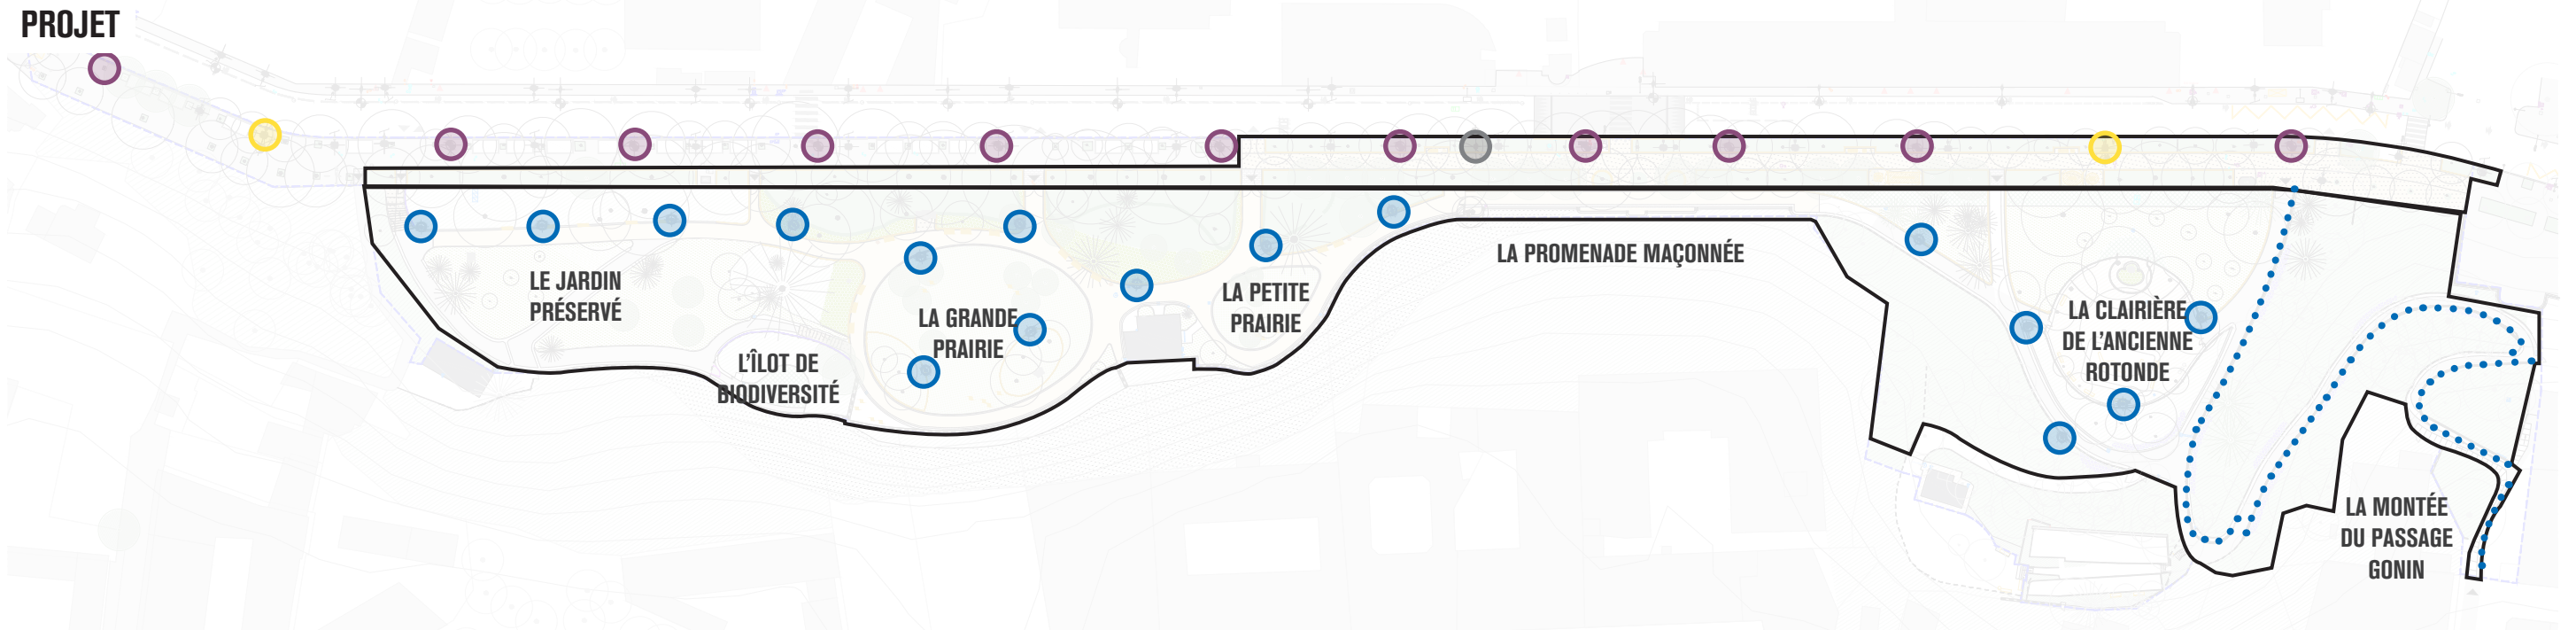 PROJET
LE JARDIN
PRÉSERVÉ
L'ÎLOT DE
BIODIVERSITÉ
LA GRANDE
PRAIRIE
LA PETITE
PRAIRIE
LA PROMENADE MAÇONNÉE
LA CLAIRIÈRE
DE L'ANCIENNE
ROTONDE
LA MONTÉE
DU PASSAGE
GONIN